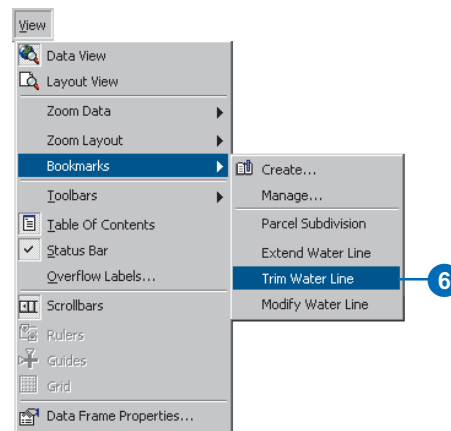 View
Data View
Layout View
Zoom Data
Zoom Layout
Bookmarks
Toolbars
Table Of Contents
Status Bar
Overflow Labels...
Scrollbars
Rulers
Guides
Grid
Data Frame Properties...
Create...
Manage...
Parcel Subdivision
Extend Water Line
Trim Water Line
Modify Water Line
6